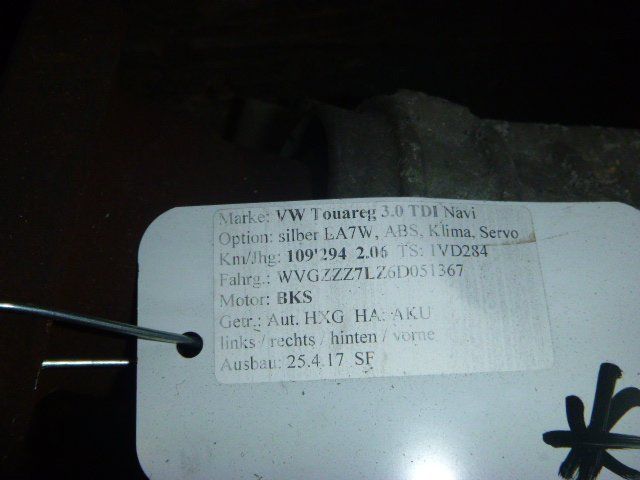 Marke: VW Touareg 3.0 TDI Navi
Option: silber LA7W, ABS, Klima, Servo
Km/Jhg: 109'294 2.06 TS: 1VD284
Fahrg.: WVGZZZ7LZ6D051367
Motor: BKS
Getr.: Aut. HXG HA: AKU
links / rechts / hinten / vorne
Ausbau: 25.4.17 SF